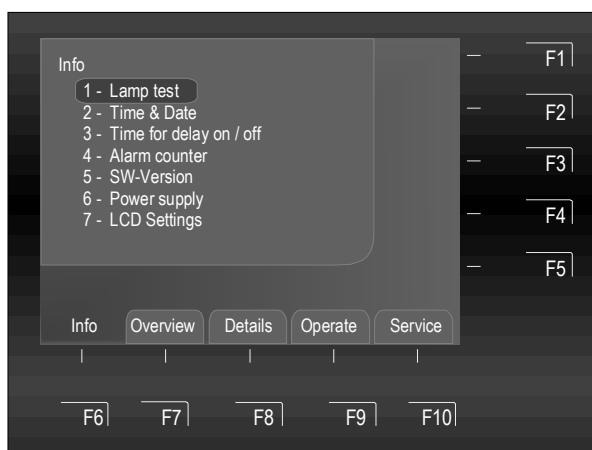 Info
1 - Lamp test
2 - Time & Date
3 - Time for delay on / off
4 - Alarm counter
5 - SW-Version
6 - Power supply
7 - LCD Settings
F1
F2
F3
F4
F5
Info Overview Details Operate Service
F6 F7 F8 F9 F10